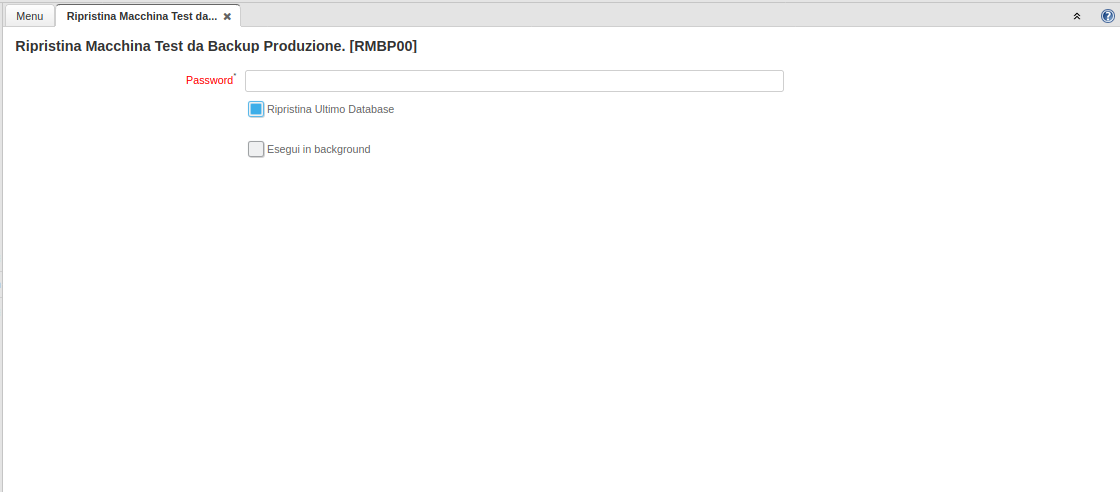 Menu
Ripristina Macchina Test da...
Ripristina Macchina Test da Backup Produzione. [RMBP00]
Password*
Ripristina Ultimo Database
Esegui in background